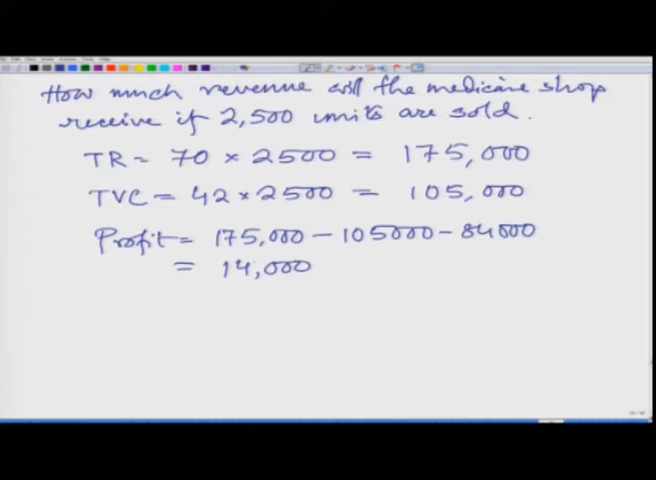 How much revenue will the medicine shop
receive if 2,500 units are sold.
TR = 70 × 2500 = 175,000
TVC = 42 × 2500 = 105,000
Profit = 175,000 - 105000 - 84000
= 14,000